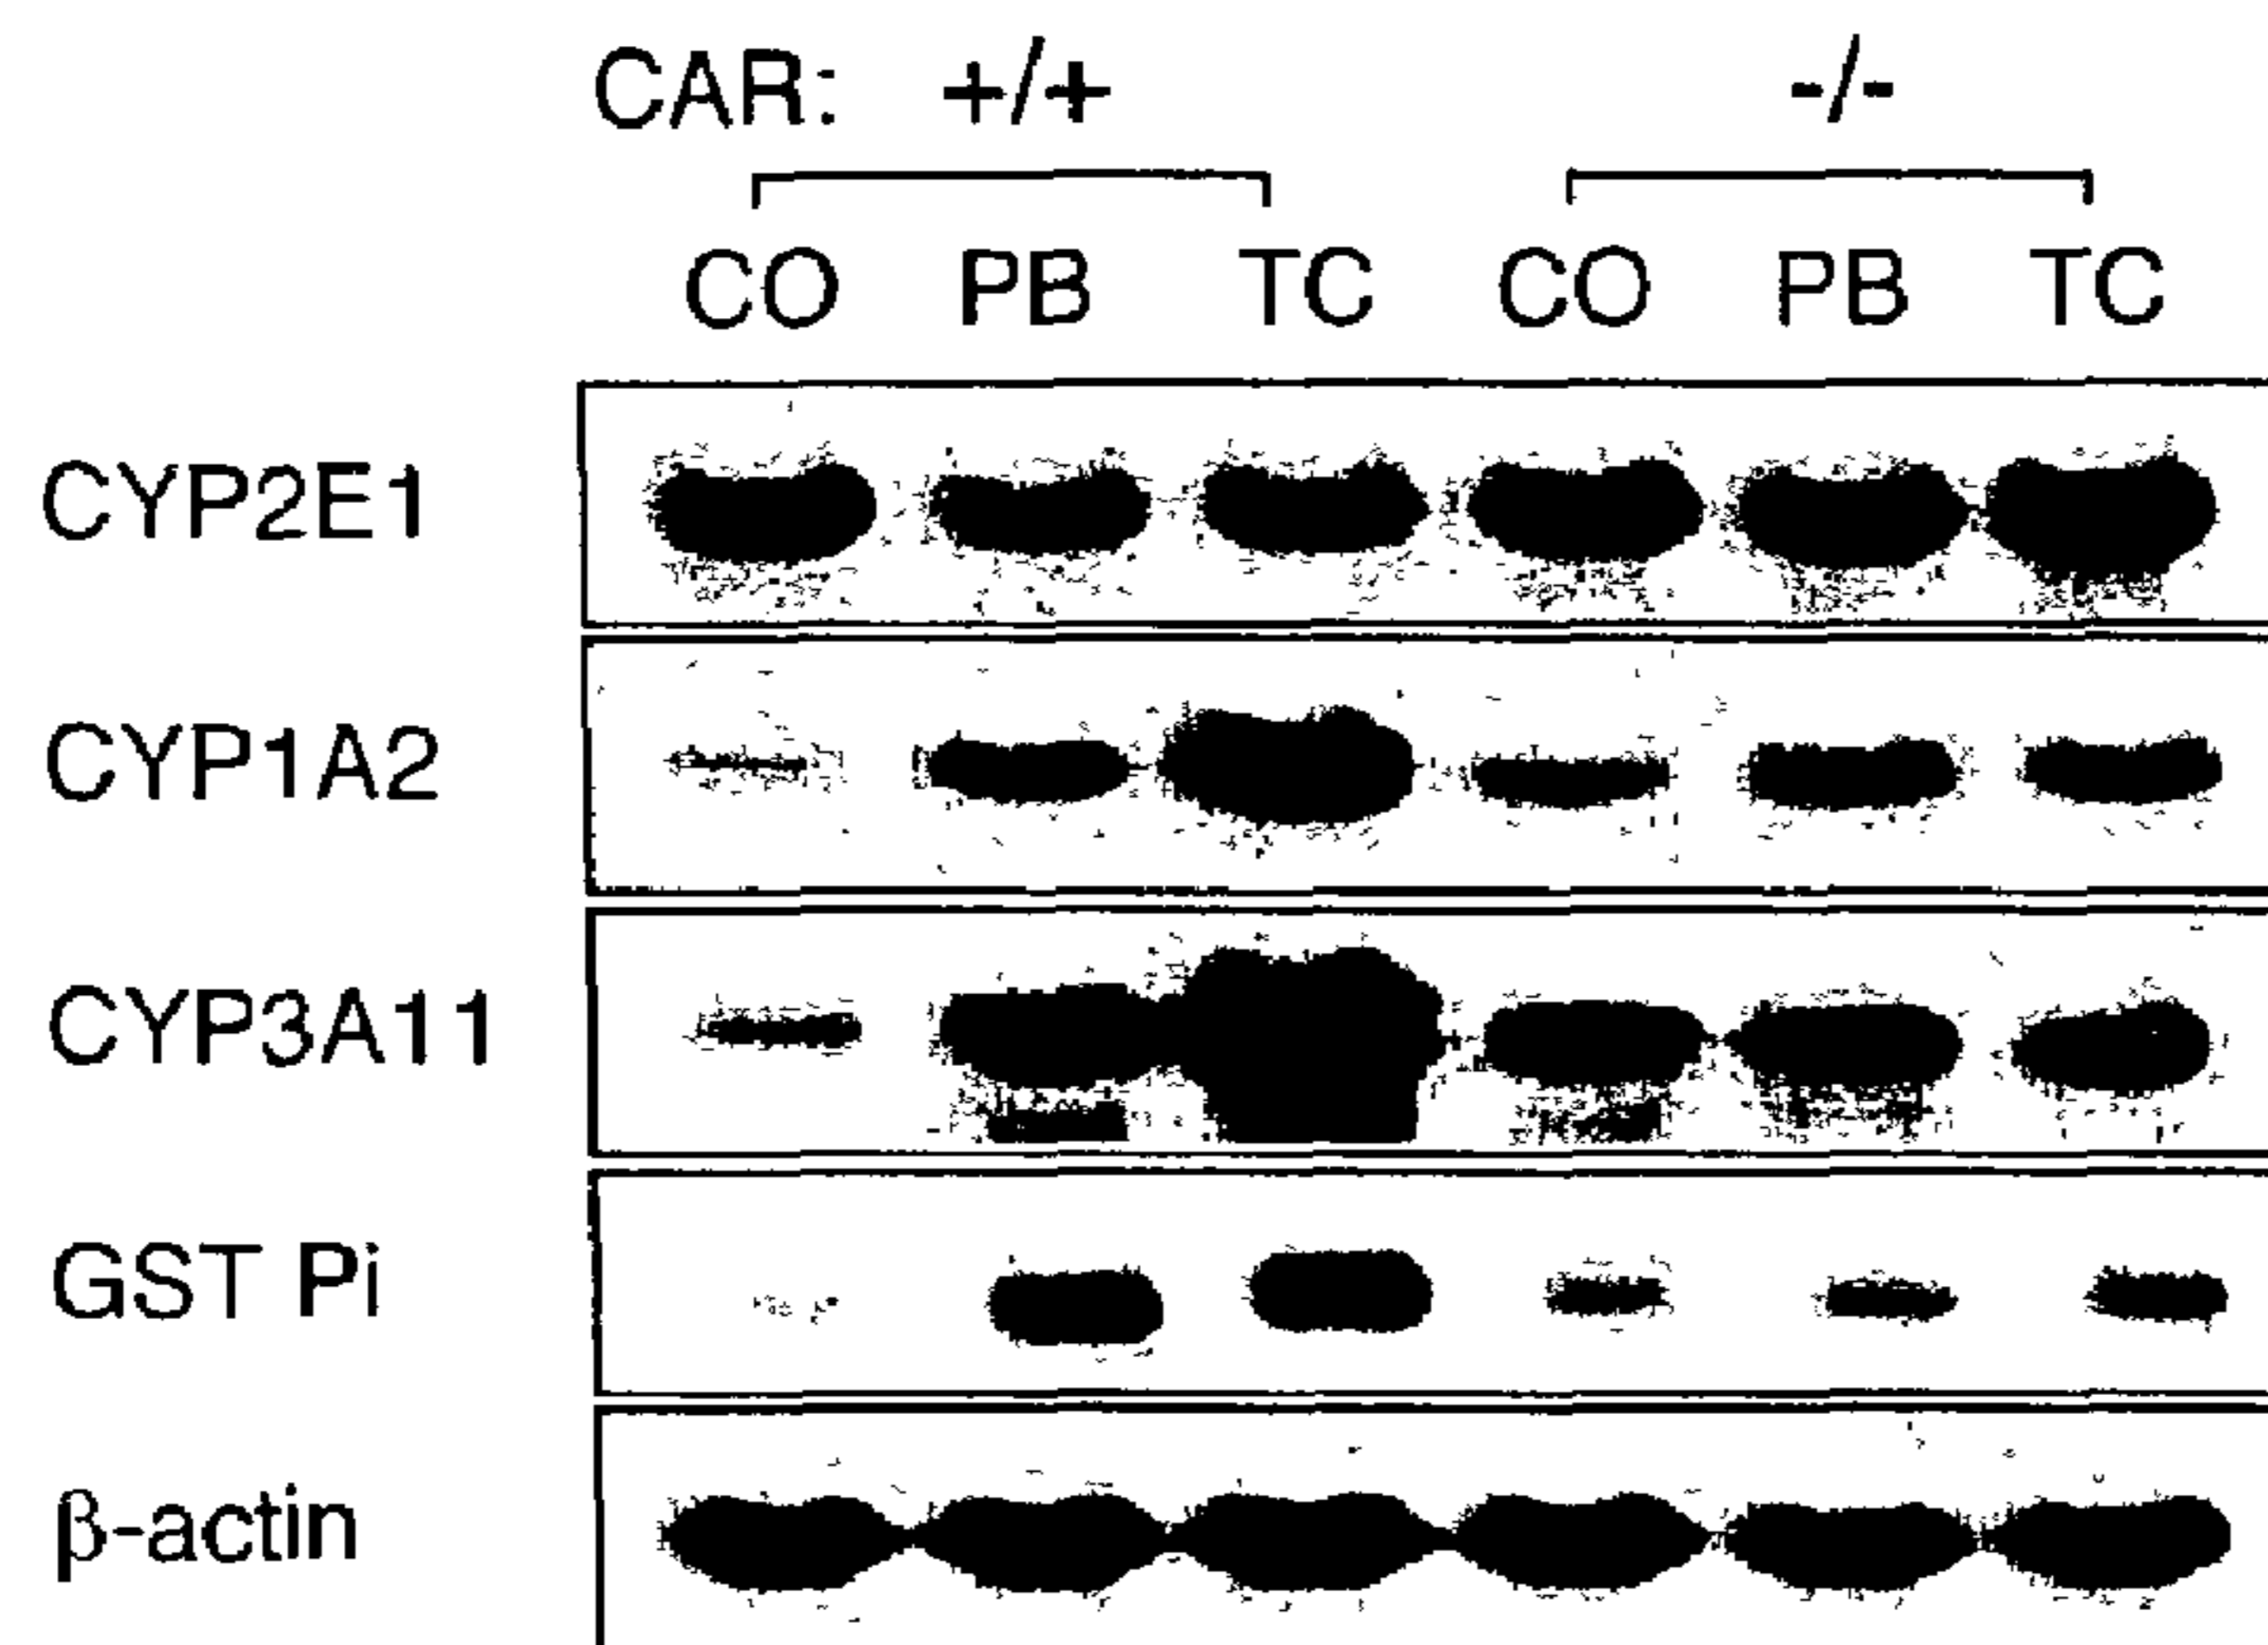 CAR: +/+ -/-
CO PB TC CO PB TC
CYP2E1
CYP1A2
CYP3A11
GST Pi
β-actin